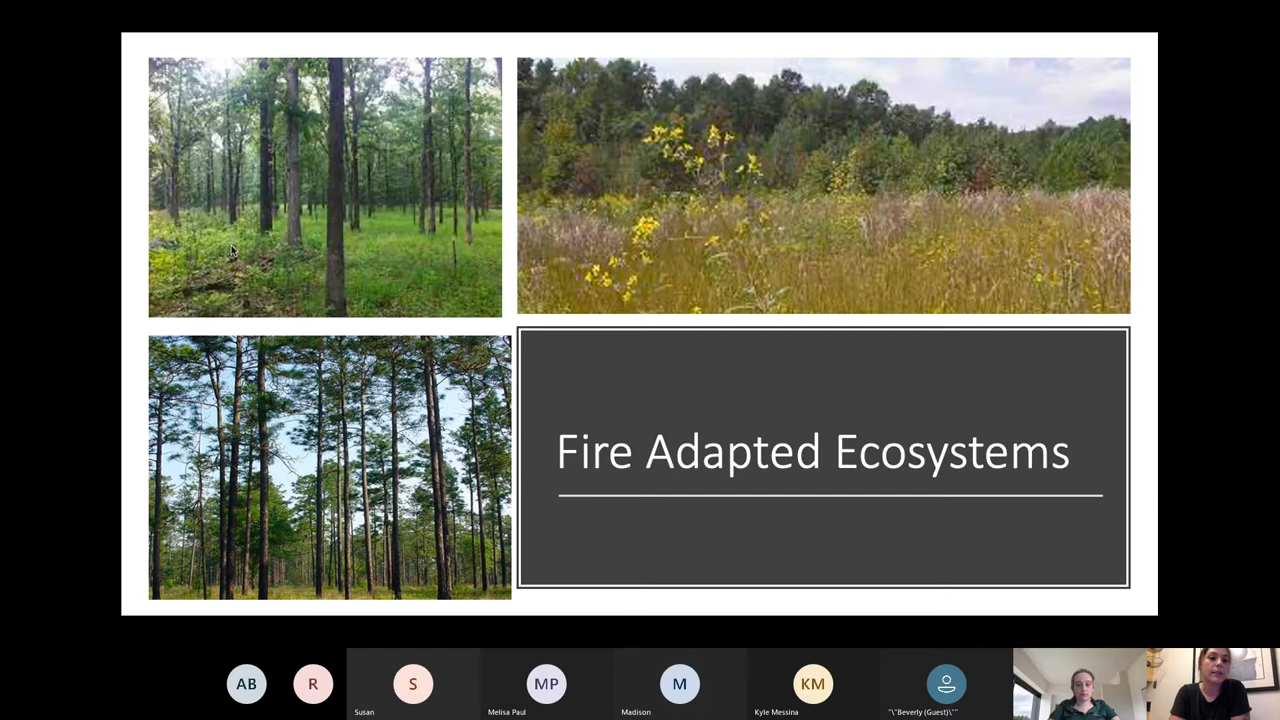 Fire Adapted Ecosystems
AB
R
S
MP
M
KM
Susan
Melisa Paul
Madison
Kyle Messina
"\"Beverly (Guest)\""